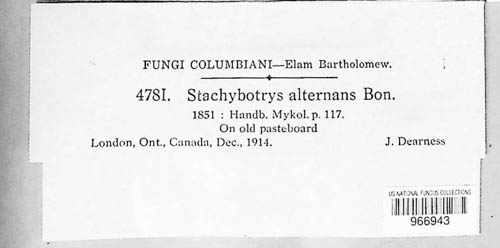 FUNGI COLUMBIANI—Elam Bartholomew.
4781. Stachybotrys alternans Bon.
1851 : Handb. Mykol. p. 117.
On old pasteboard
London, Ont., Canada, Dec., 1914. J. Dearness
US NATIONAL FUNGUS COLLECTIONS
966943